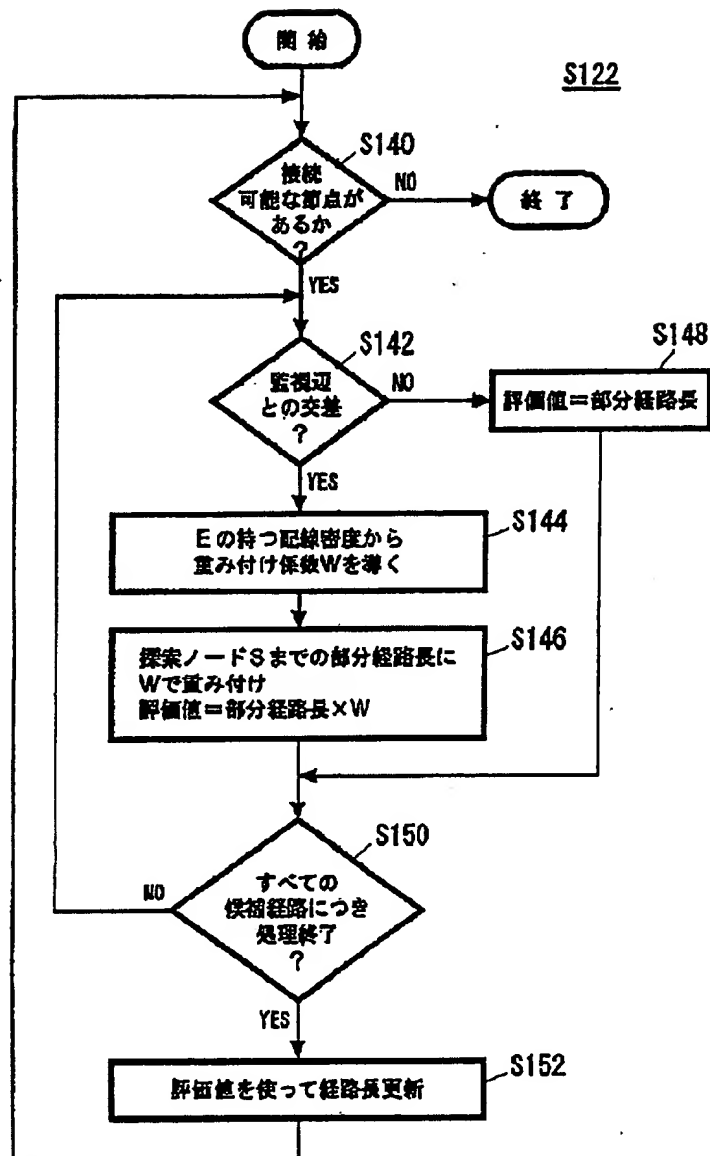 開始
S122
S140
接続
可能な節点が
あるか
?
NO
終了
YES
S142
監視辺
との交差
?
NO
S148
評価値=部分経路長
YES
S144
Eの持つ配線密度から
重み付け係数Wを導く
S146
探索ノードSまでの部分経路長に
Wで重み付け
評価値=部分経路長×W
S150
すべての
候補経路につき
処理終了
?
NO
YES
S152
評価値を使って経路長更新